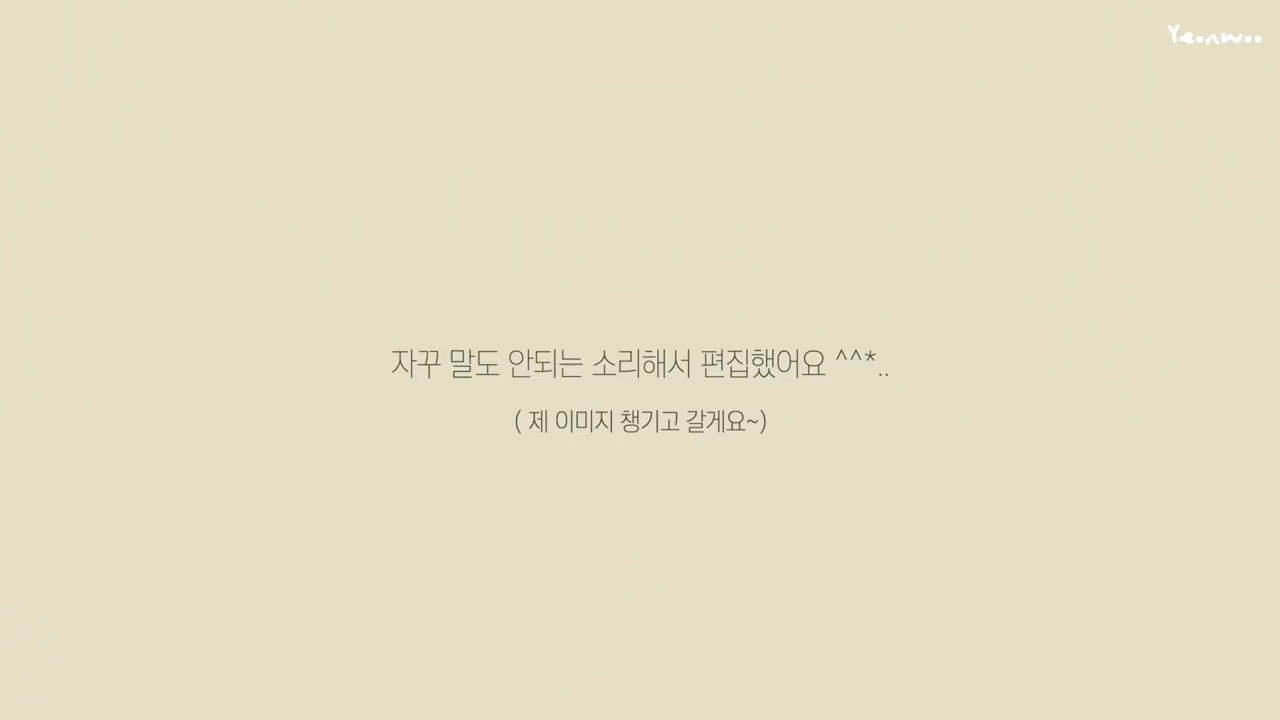 Yeonwoo
자꾸 말도 안되는 소리해서 편집했어요 ^^*..
( 제 이미지 챙기고 갈게요~)